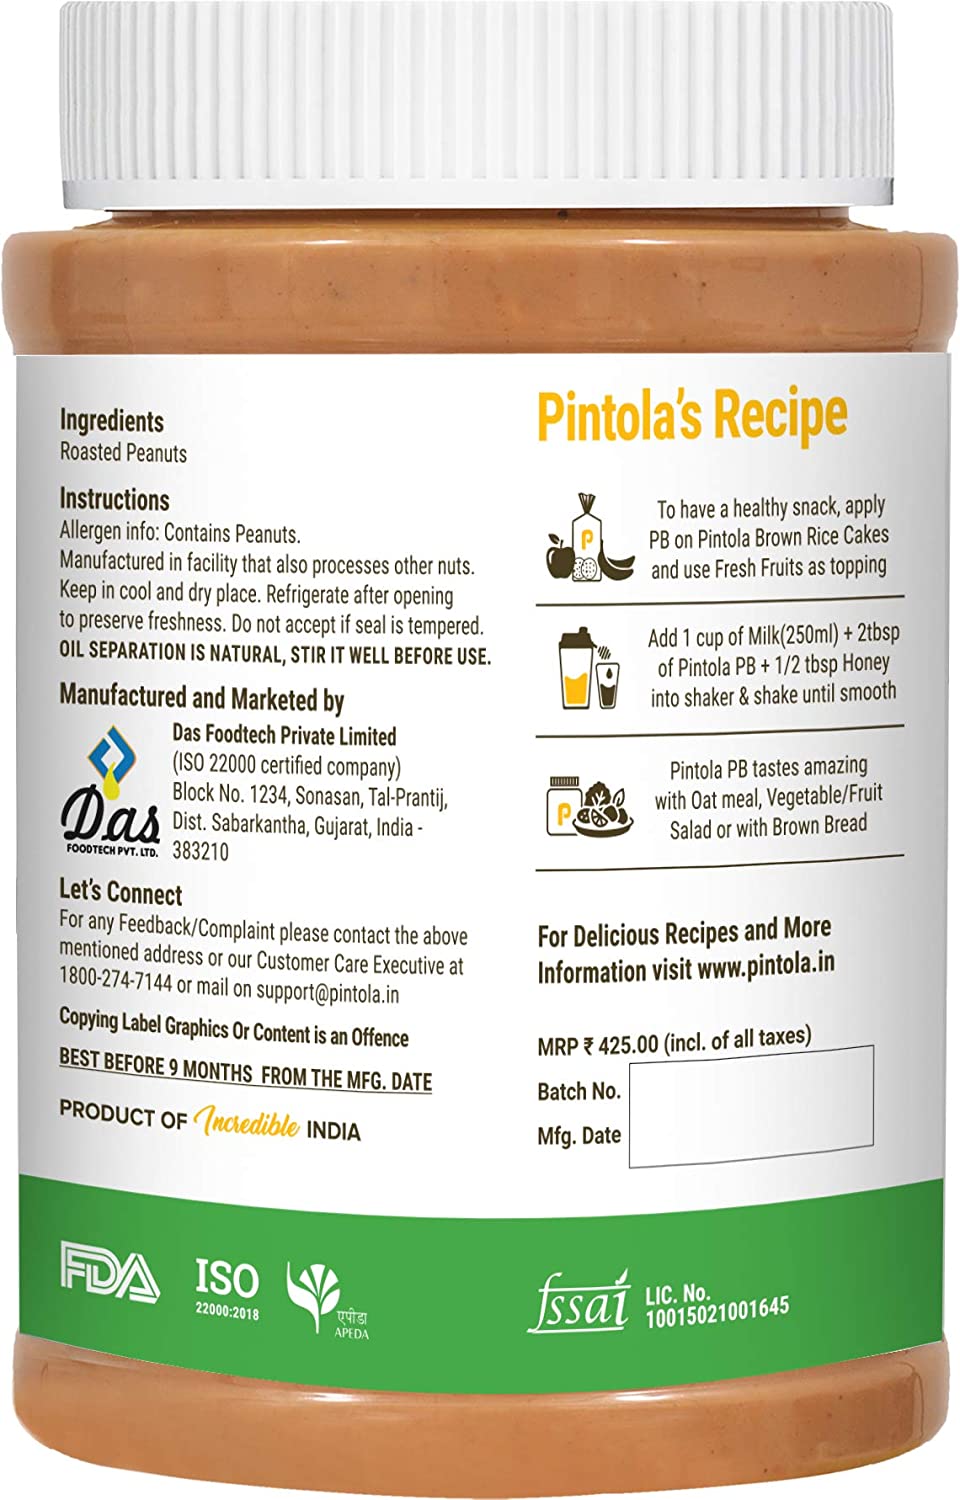 Ingredients
Roasted Peanuts
Instructions
Allergen info: Contains Peanuts.
Manufactured in facility that also processes other nuts.
Keep in cool and dry place. Refrigerate after opening
to preserve freshness. Do not accept if seal is tempered.
OIL SEPARATION IS NATURAL, STIR IT WELL BEFORE USE.
Manufactured and Marketed by
Das
FOODTECH PVT. LTD.
Das Foodtech Private Limited
(ISO 22000 certified company)
Block No. 1234, Sonasan, Tal-Prantij,
Dist. Sabarkantha, Gujarat, India -
383210
Let's Connect
For any Feedback/Complaint please contact the above
mentioned address or our Customer Care Executive at
1800-274-7144 or mail on support@pintola.in
Copying Label Graphics Or Content is an Offence
BEST BEFORE 9 MONTHS FROM THE MFG. DATE
PRODUCT OF Incredible INDIA
Pintola's Recipe
P
To have a healthy snack, apply
PB on Pintola Brown Rice Cakes
and use Fresh Fruits as topping
Add 1 cup of Milk(250ml) + 2tbsp
of Pintola PB + 1/2 tbsp Honey
into shaker & shake until smooth
P
Pintola PB tastes amazing
with Oat meal, Vegetable/Fruit
Salad or with Brown Bread
For Delicious Recipes and More
Information visit www.pintola.in
MRP ₹ 425.00 (incl. of all taxes)
Batch No.
Mfg. Date
FDA
ISO
22000:2018
एपीडा
APEDA
fssai
LIC. No.
10015021001645